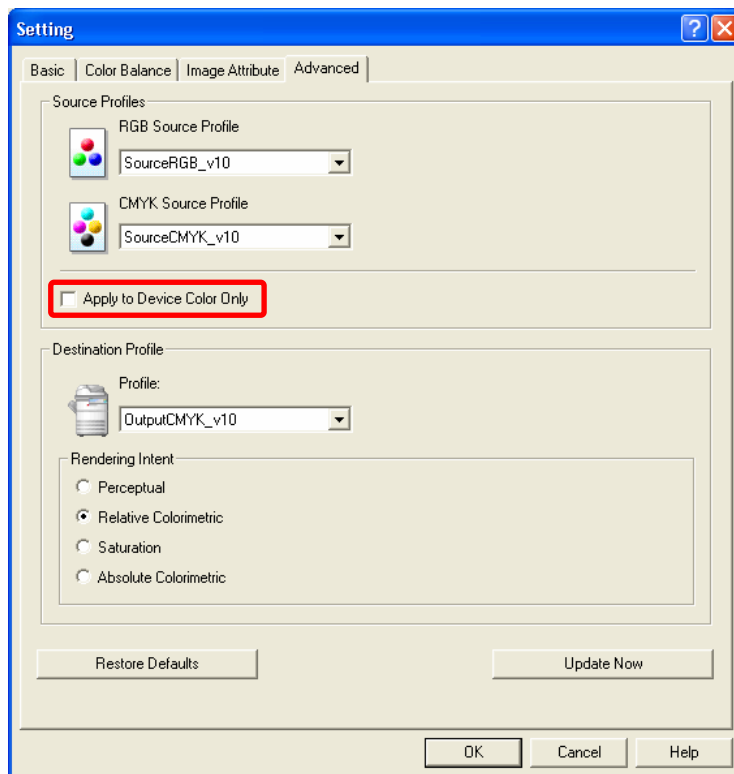 Setting
Basic Color Balance Image Attribute Advanced
Source Profiles
RGB Source Profile
SourceRGB_v10
CMYK Source Profile
SourceCMYK_v10
Apply to Device Color Only
Destination Profile
Profile:
OutputCMYK_v10
Rendering Intent
Perceptual
Relative Colorimetric
Saturation
Absolute Colorimetric
Restore Defaults Update Now
OK Cancel Help